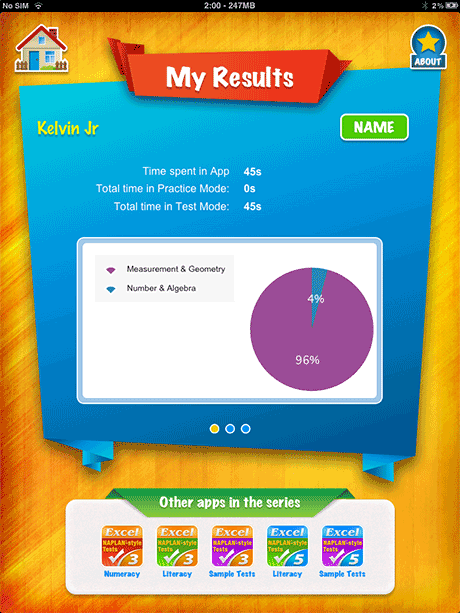 No SIM 2:00 - 247MB 2%
ABOUT
My Results
Kelvin Jr NAME
Time spent in App 45s
Total time in Practice Mode: 0s
Total time in Test Mode: 45s
Measurement & Geometry
Number & Algebra
4%
96%
Other apps in the series
Excel Excel Excel Excel Excel
NAPLAN*-style NAPLAN*-style NAPLAN*-style NAPLAN*-style NAPLAN*-style
Tests Tests Tests Tests Tests
3 3 3 5 5
Numeracy Literacy Sample Tests Literacy Sample Tests